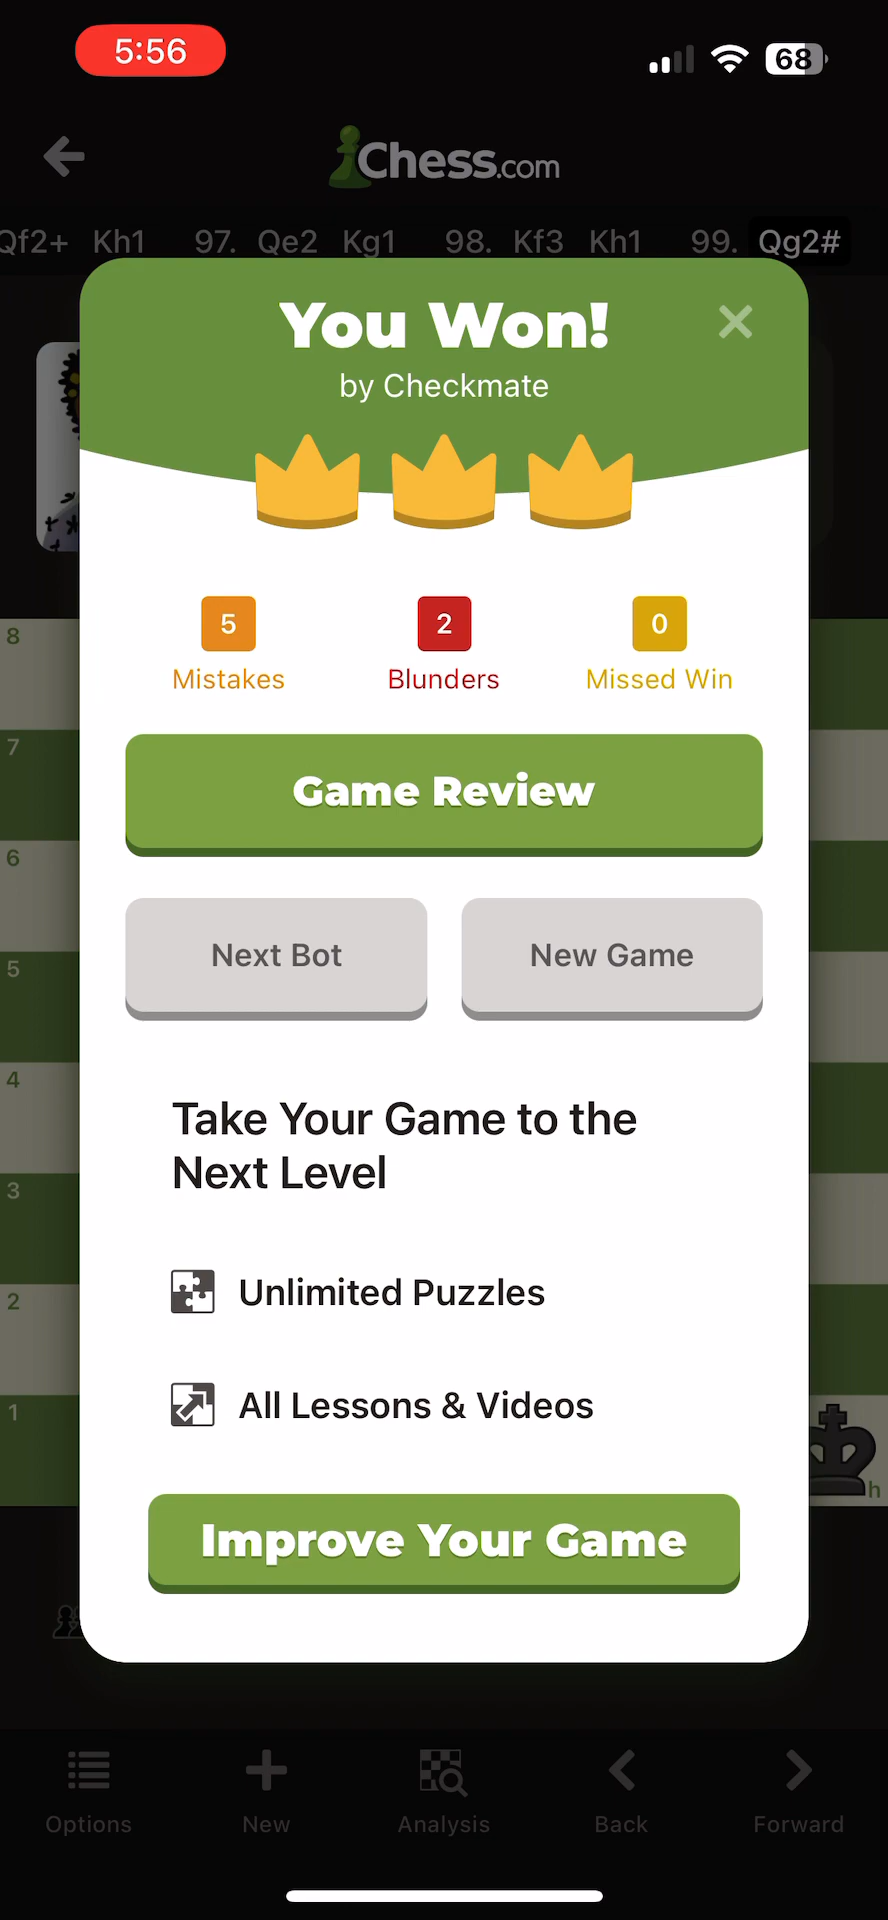 5:56
68
Chess.com
Qf2+ Kh1 97. Qe2 Kg1 98. Kf3 Kh1 99. Qg2#
You Won!
by Checkmate
5 2 0
Mistakes Blunders Missed Win
8
7
Game Review
6
Next Bot New Game
5
4
Take Your Game to the
Next Level
3
Unlimited Puzzles
2
All Lessons & Videos
1
h
Improve Your Game
Options New Analysis Back Forward